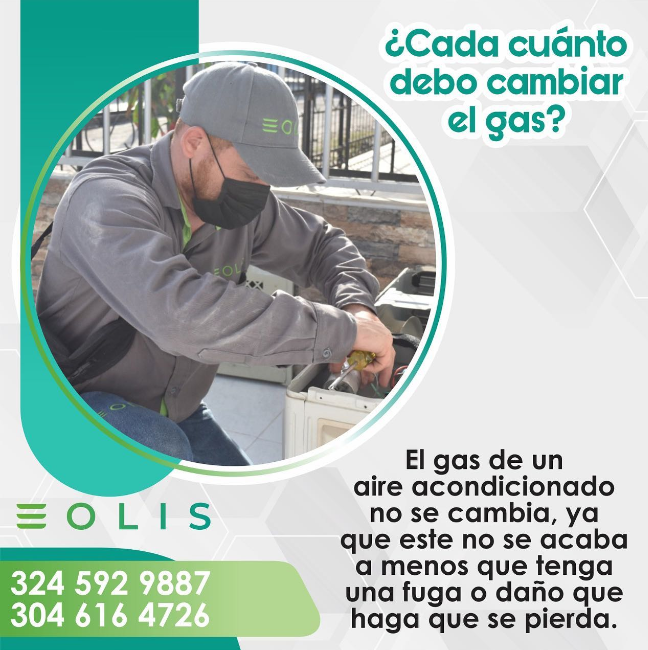 ¿Cada cuánto
debo cambiar
el gas?
EOLIS
EOLIS
El gas de un
aire acondicionado
no se cambia, ya
que este no se acaba
a menos que tenga
una fuga o daño que
haga que se pierda.
324 592 9887
304 616 4726